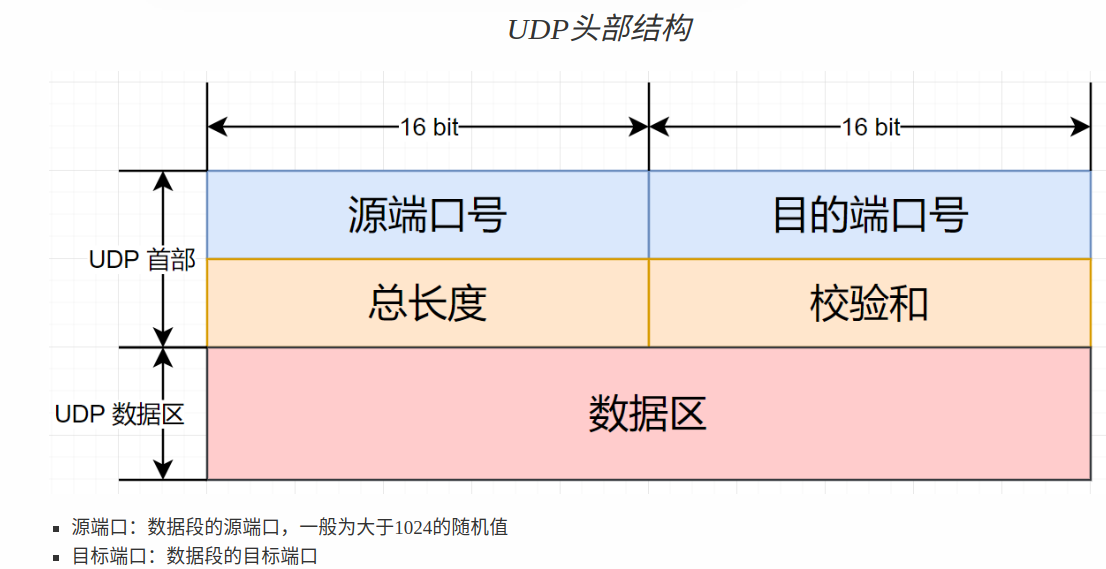 UDP头部结构
16 bit
16 bit
源端口号
目的端口号
UDP 首部
总长度
校验和
UDP 数据区
数据区
源端口：数据段的源端口，一般为大于1024的随机值
目标端口：数据段的目标端口